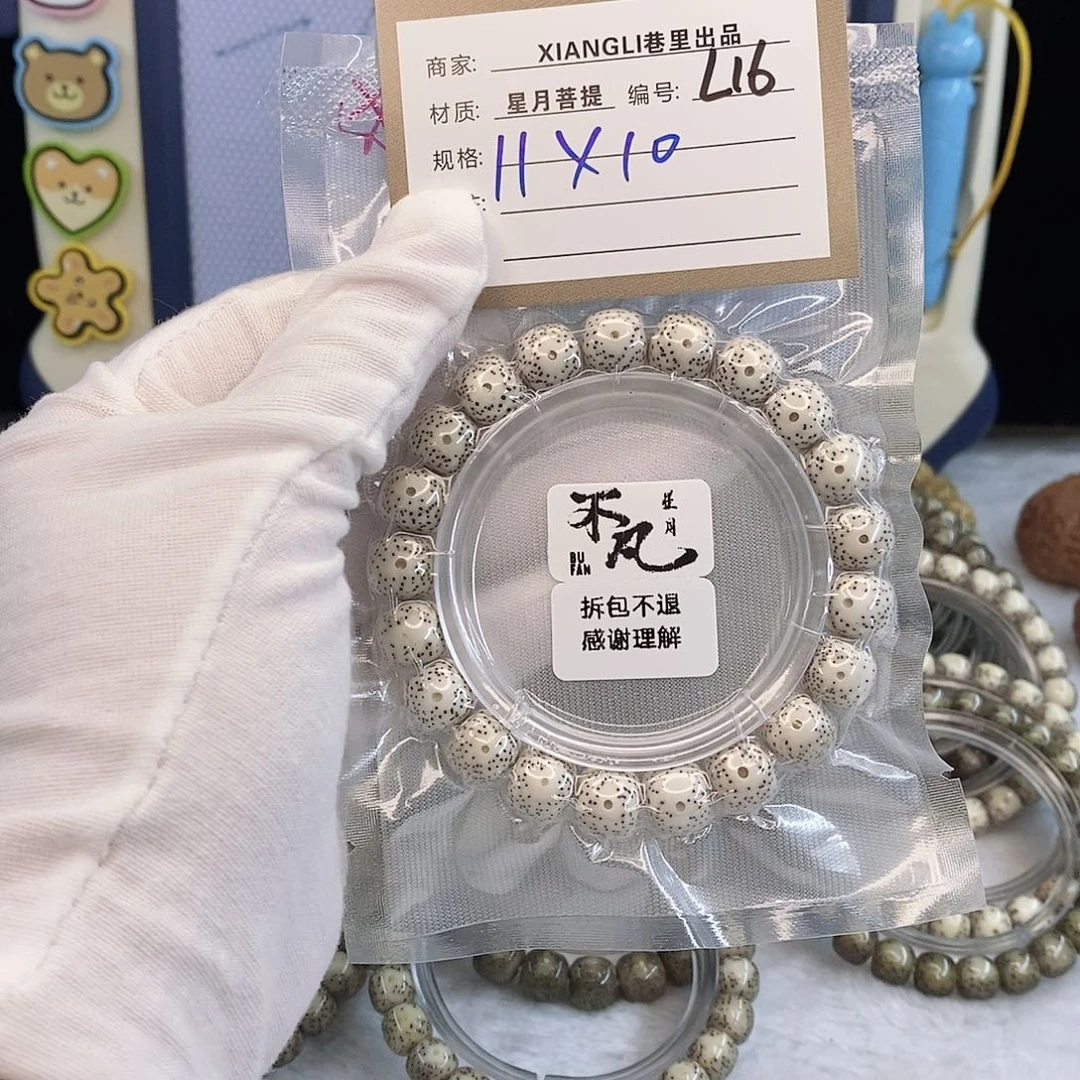 商家: XIANGLI巷里出品
材质: 星月菩提 编号: L16
规格: 11X10
不凡
星月
BU
FAN
拆包不退
感谢理解